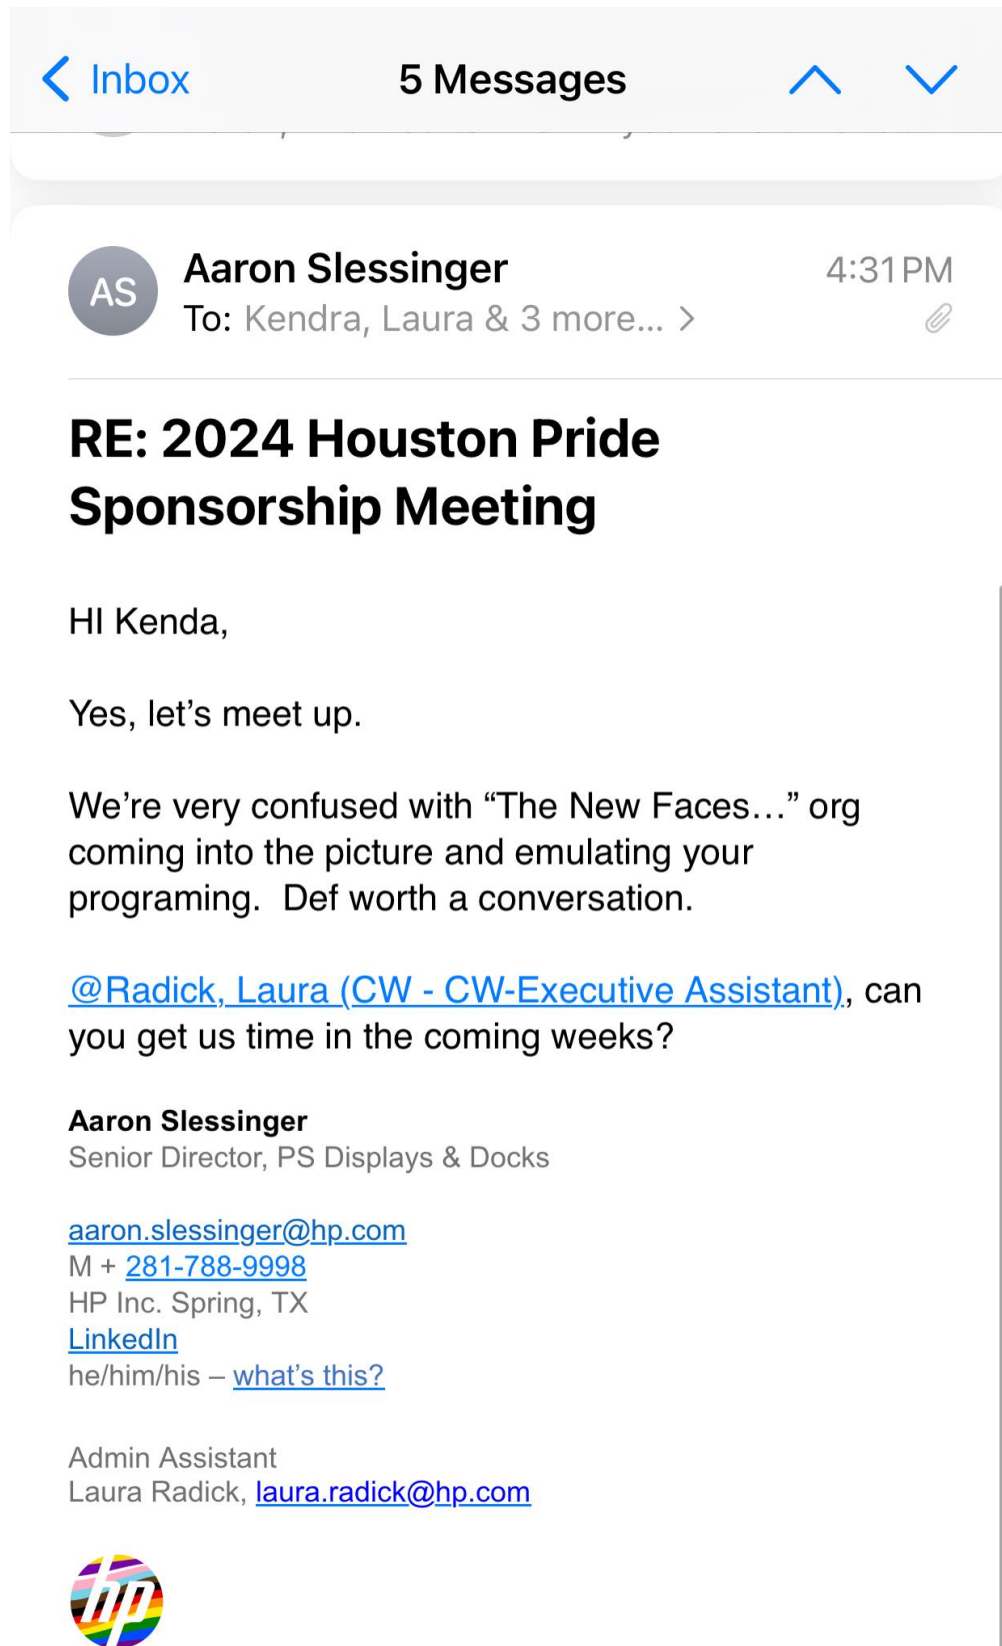 Inbox
5 Messages
AS
Aaron Slessinger
4:31 PM
To: Kendra, Laura & 3 more...
RE: 2024 Houston Pride
Sponsorship Meeting
HI Kenda,
Yes, let’s meet up.
We’re very confused with “The New Faces…” org
coming into the picture and emulating your
programing.  Def worth a conversation.
@Radick, Laura (CW - CW-Executive Assistant), can
you get us time in the coming weeks?
Aaron Slessinger
Senior Director, PS Displays & Docks
aaron.slessinger@hp.com
M + 281-788-9998
HP Inc. Spring, TX
LinkedIn
he/him/his – what’s this?
Admin Assistant
Laura Radick, laura.radick@hp.com
hp